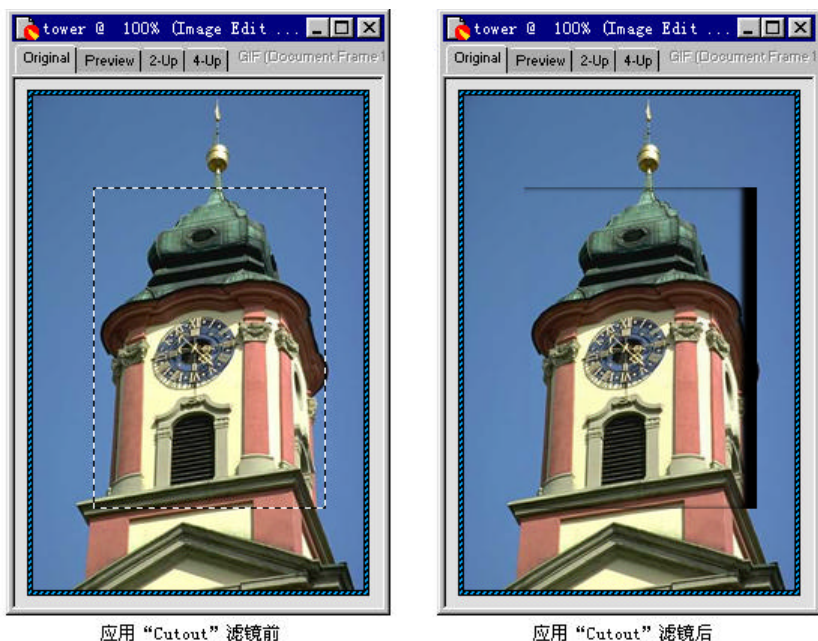 tower @ 100% (Image Edit ...
Original Preview 2-Up 4-Up GIF (Document Frame 1
应用“Cutout”滤镜前
tower @ 100% (Image Edit ...
Original Preview 2-Up 4-Up GIF (Document Frame 1
应用“Cutout”滤镜后